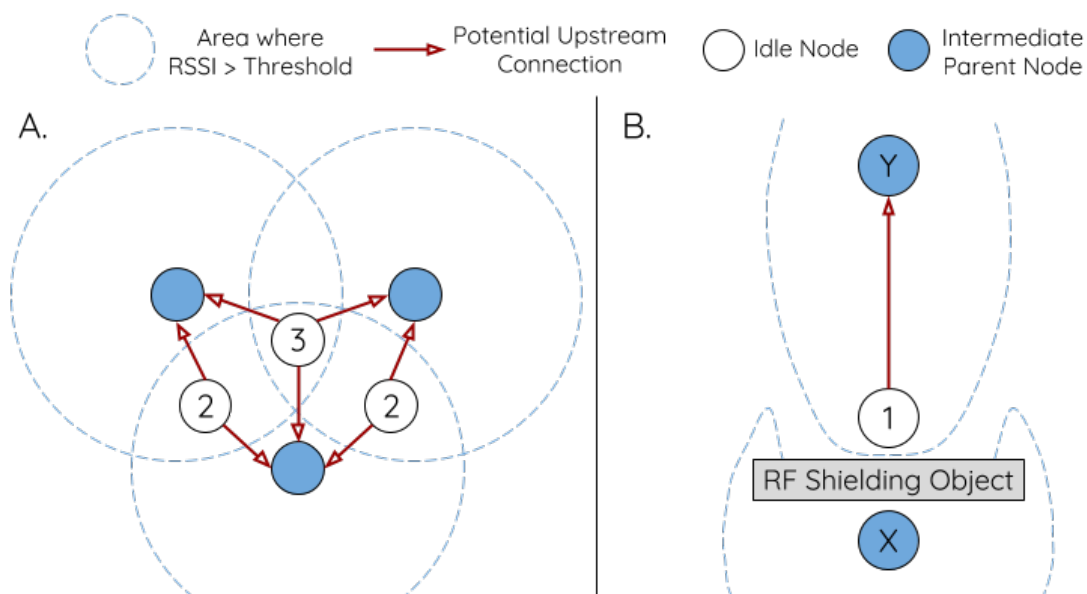 Area where
RSSI > Threshold
Potential Upstream
Connection
Idle Node
Intermediate
Parent Node
A.
3
2
2
B.
Y
1
RF Shielding Object
X